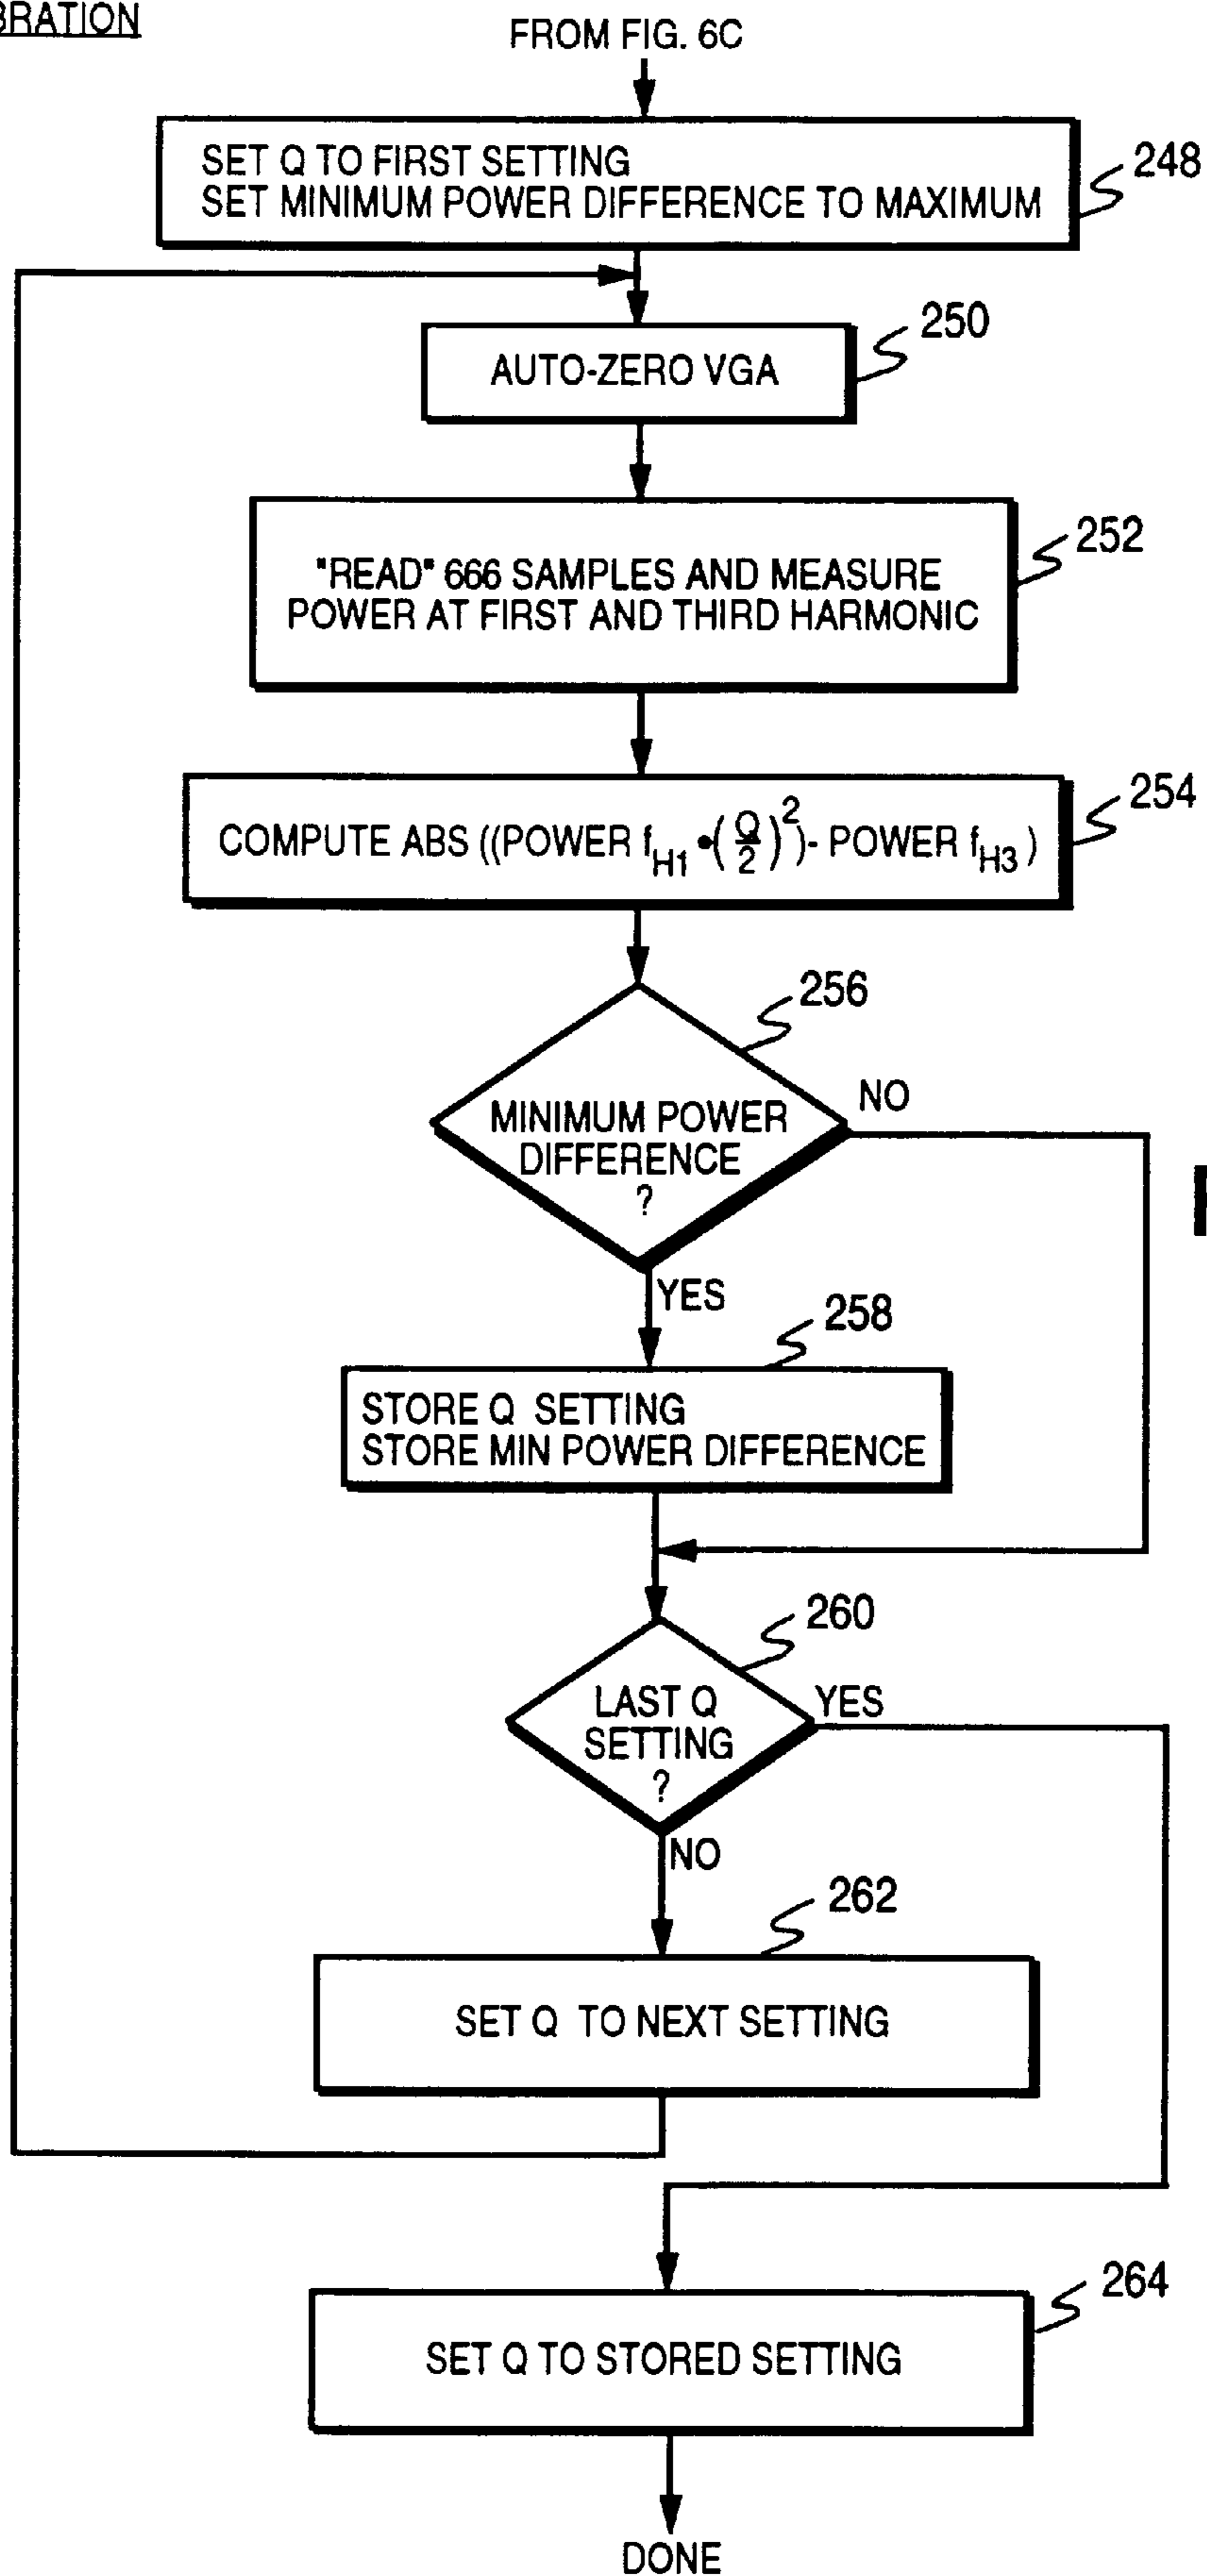 BRATION
FROM FIG. 6C
SET Q TO FIRST SETTING
SET MINIMUM POWER DIFFERENCE TO MAXIMUM
248
AUTO-ZERO VGA
250
"READ" 666 SAMPLES AND MEASURE
POWER AT FIRST AND THIRD HARMONIC
252
COMPUTE ABS ((POWER f_H1 •(Q/2)^2)- POWER f_H3 )
254
256
MINIMUM POWER
DIFFERENCE
?
NO
YES
258
STORE Q SETTING
STORE MIN POWER DIFFERENCE
260
LAST Q
SETTING
?
YES
NO
262
SET Q TO NEXT SETTING
264
SET Q TO STORED SETTING
DONE